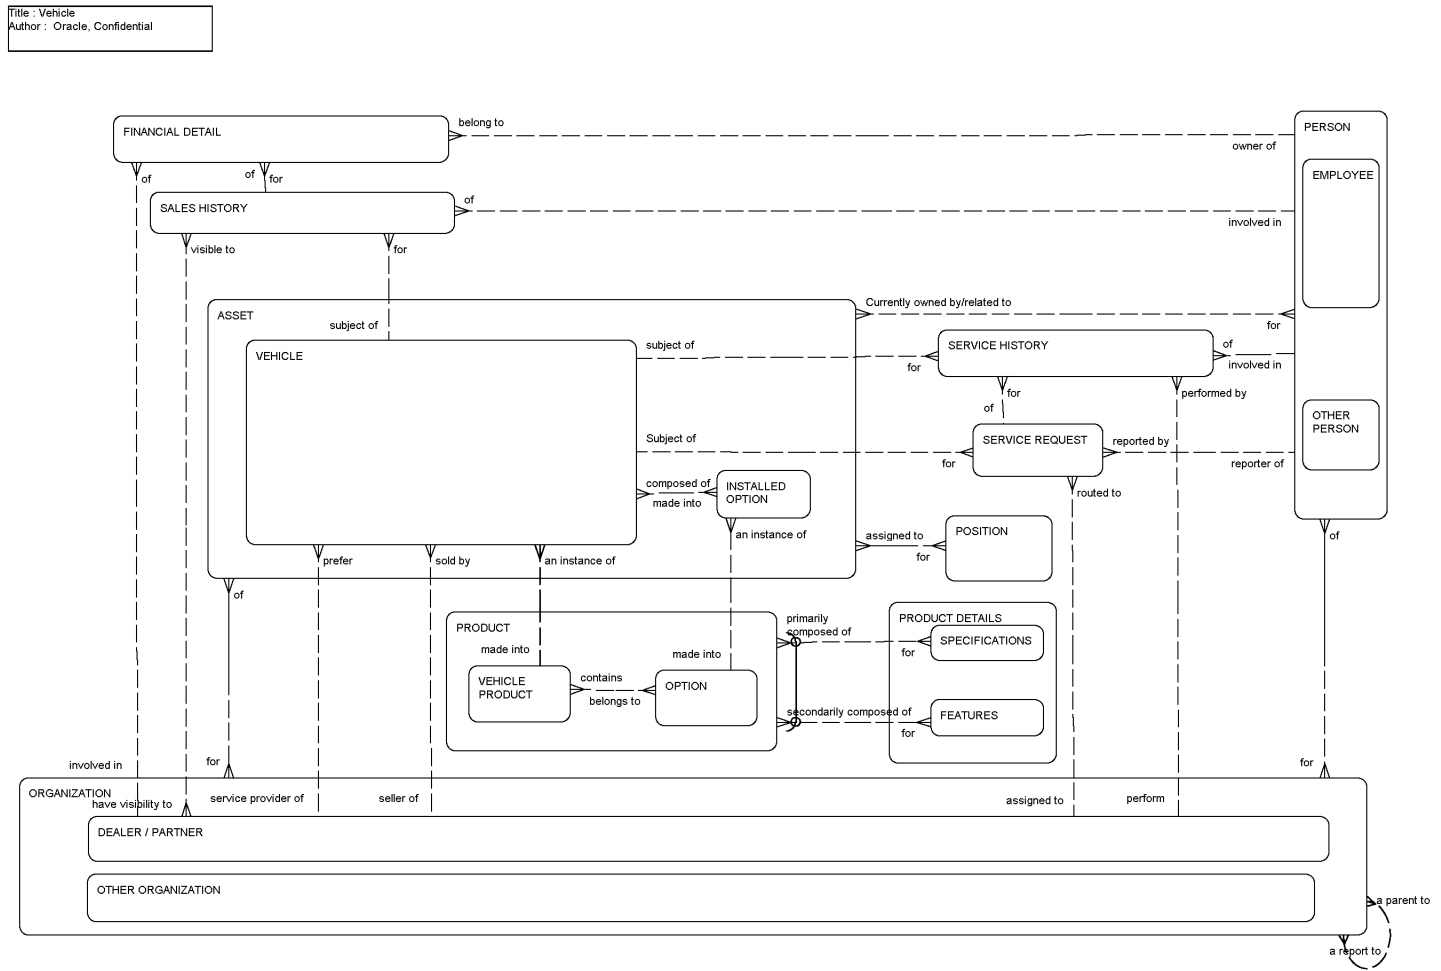 Title : Vehicle
Author : Oracle, Confidential
FINANCIAL DETAIL
belong to
owner of
PERSON
EMPLOYEE
of
of
for
SALES HISTORY
of
involved in
visible to
for
ASSET
subject of
Currently owned by/related to
for
VEHICLE
subject of
for
SERVICE HISTORY
of
involved in
for
of
performed by
OTHER
PERSON
Subject of
for
SERVICE REQUEST
reported by
reporter of
composed of
made into
INSTALLED
OPTION
routed to
an instance of
assigned to
for
POSITION
of
prefer
sold by
an instance of
of
PRODUCT
made into
made into
primarily
composed of
for
PRODUCT DETAILS
SPECIFICATIONS
VEHICLE
PRODUCT
contains
belongs to
OPTION
secondarily composed of
for
FEATURES
involved in
for
for
ORGANIZATION
have visibility to
service provider of
seller of
assigned to
perform
DEALER / PARTNER
OTHER ORGANIZATION
a parent to
a report to